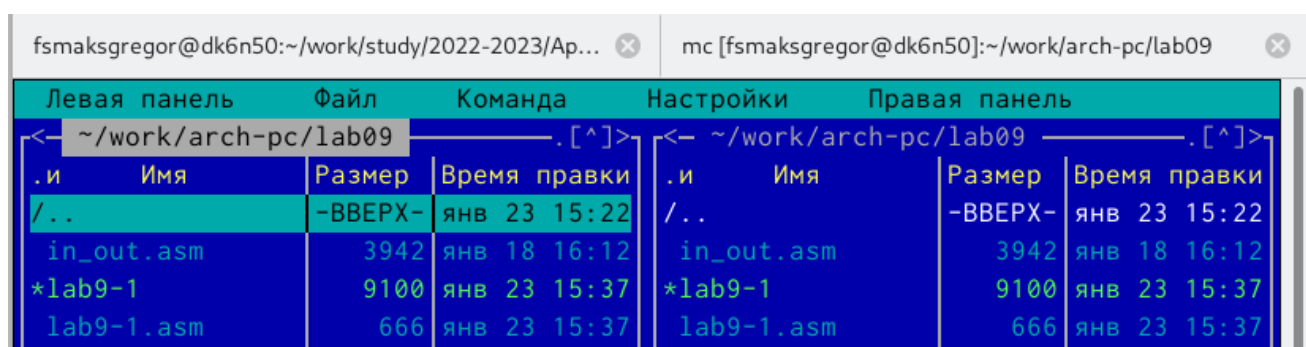 fsmaksgregor@dk6n50:~/work/study/2022-2023/Ap... mc [fsmaksgregor@dk6n50]:~/work/arch-pc/lab09
Левая панель Файл Команда Настройки Правая панель
<— ~/work/arch-pc/lab09 .[^]> <— ~/work/arch-pc/lab09 .[^]>
.и Имя Размер Время правки .и Имя Размер Время правки
/.. -ВВЕРХ- янв 23 15:22 /.. -ВВЕРХ- янв 23 15:22
in_out.asm 3942 янв 18 16:12 in_out.asm 3942 янв 18 16:12
*lab9-1 9100 янв 23 15:37 *lab9-1 9100 янв 23 15:37
lab9-1.asm 666 янв 23 15:37 lab9-1.asm 666 янв 23 15:37